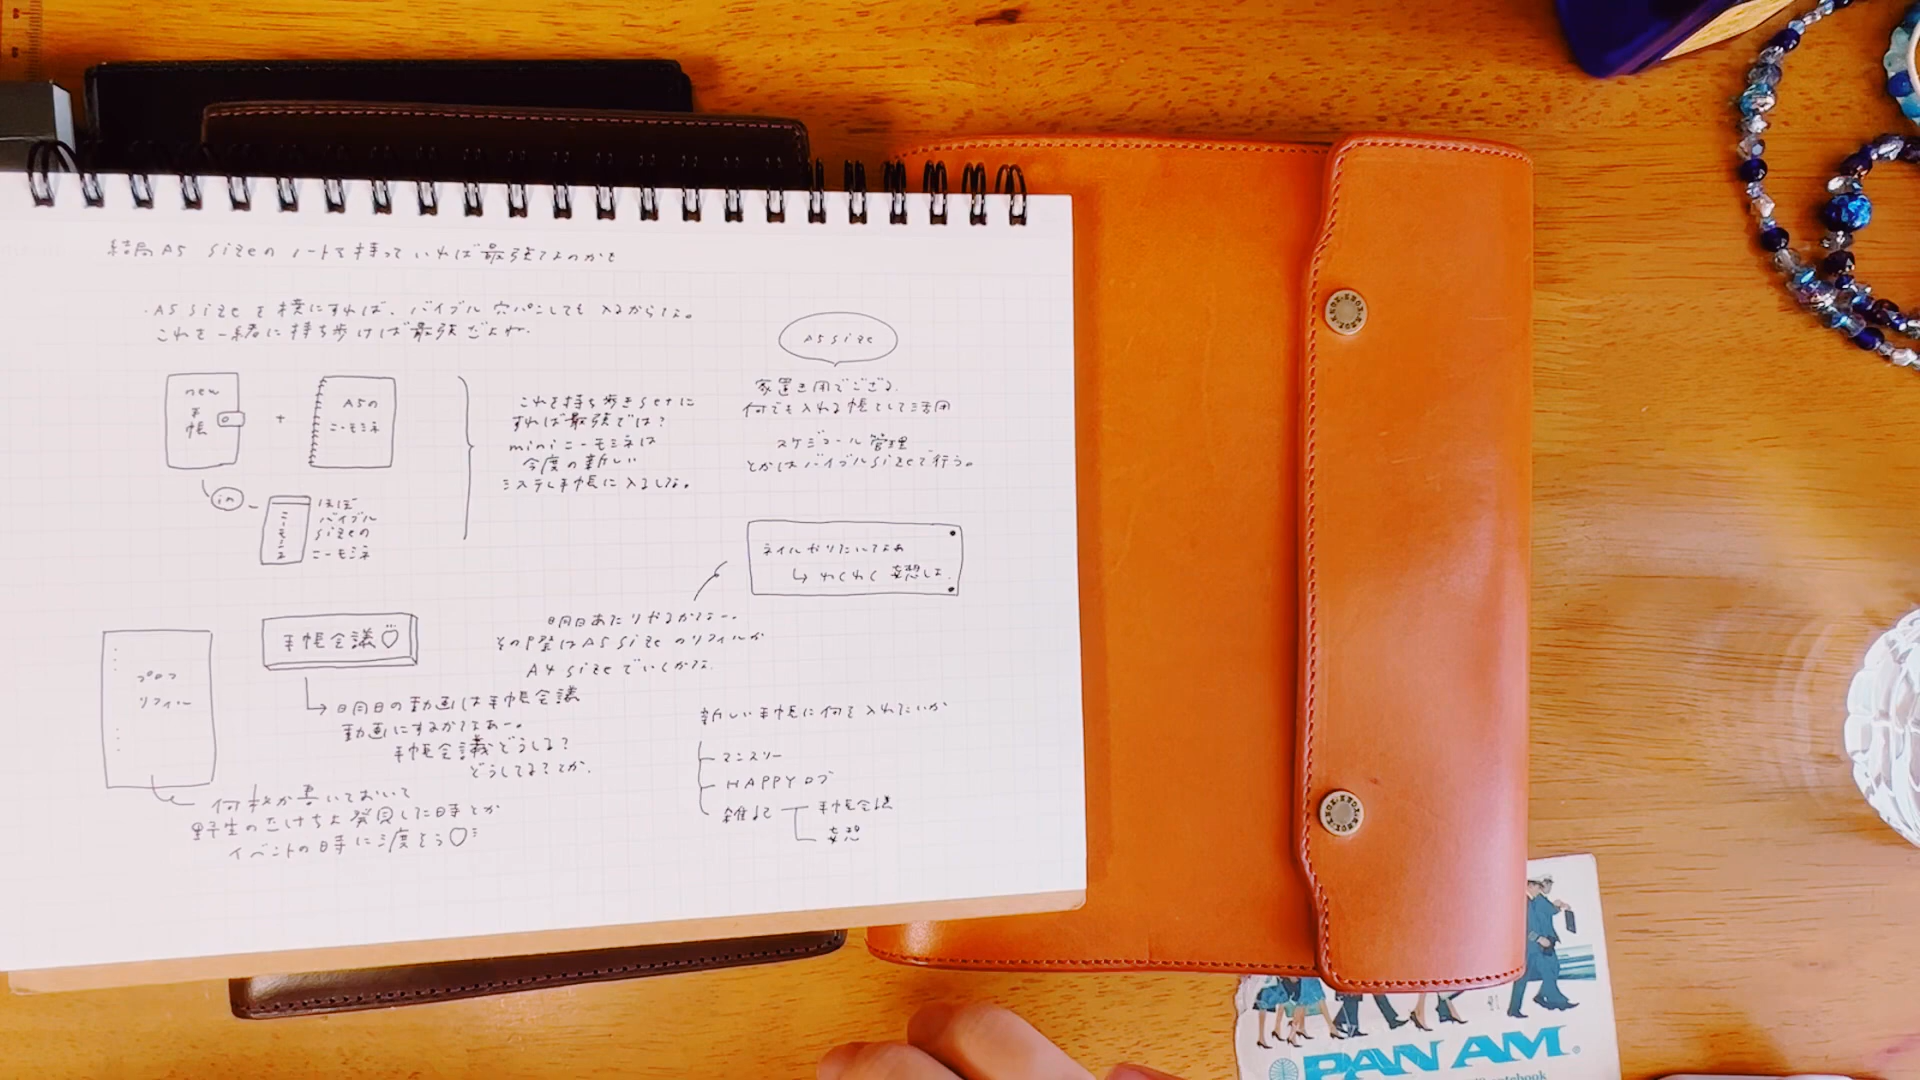 結局A5 sizeのノートを持っていれば最強なのかも
・A5 sizeを横にすれば、バイブル穴パンしても入るからな。
これを一緒に持ち歩けば最強だよね.
new
手
帳
+
A5の
ニーモシネ
in
ニーモシネ
ほぼ
バイブル
sizeの
ニーモシネ
これを持ち歩きsetに
すれば最強では?
miniニーモシネは
今度の新しい
システム手帳に入るしな。
A5 size
家置き用でござる.
何でも入れる帳として活用
スケジュール管理
とかはバイブルsizeで行う。
ネイルやりたいなぁ
↳ わくわく妄想しよ.
明日あたりやるかなー.
その際はA5 sizeのリフィルか
A4 sizeでいくかな.
手帳会議♡
明日の動画は手帳会議
動画にするかなぁー。
手帳会議どうしる?
どうしてる?とか.
プロフ
リフィル
何枚か書いておいて
野生のたけちよ発見した時とか
イベントの時に渡そう♡
新しい手帳に何を入れたいか
マンスリー
HAPPYログ
雑記
手帳会議
妄想
KNOX
KNOX
PAN AM®
notebook